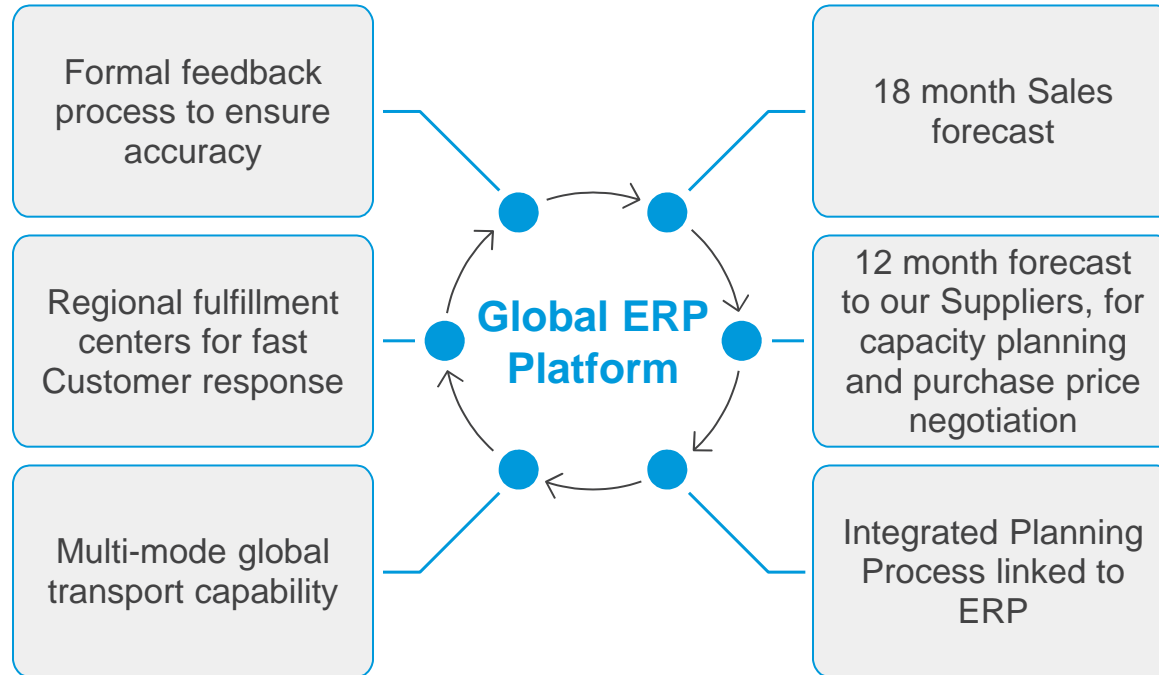 Formal feedback
process to ensure
accuracy
18 month Sales
forecast
Regional fulfillment
centers for fast
Customer response
Global ERP
Platform
12 month forecast
to our Suppliers, for
capacity planning
and purchase price
negotiation
Multi-mode global
transport capability
Integrated Planning
Process linked to
ERP